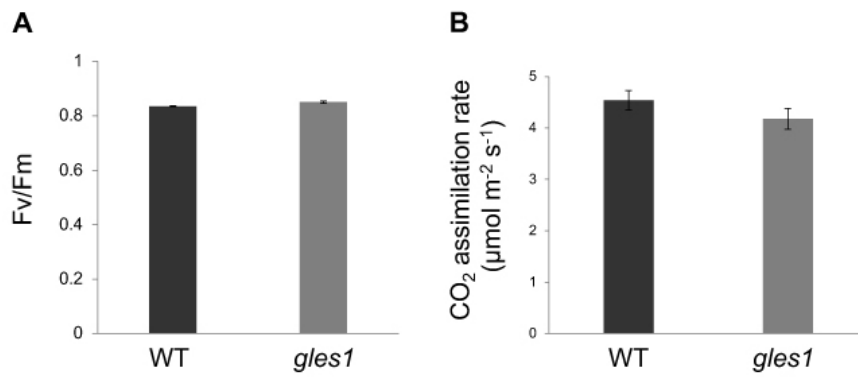 A
1
0.8
0.6
0.4
0.2
0
Fv/Fm
WT
gles1
B
5
4
3
2
1
0
CO₂ assimilation rate
(μmol m⁻² s⁻¹)
WT
gles1